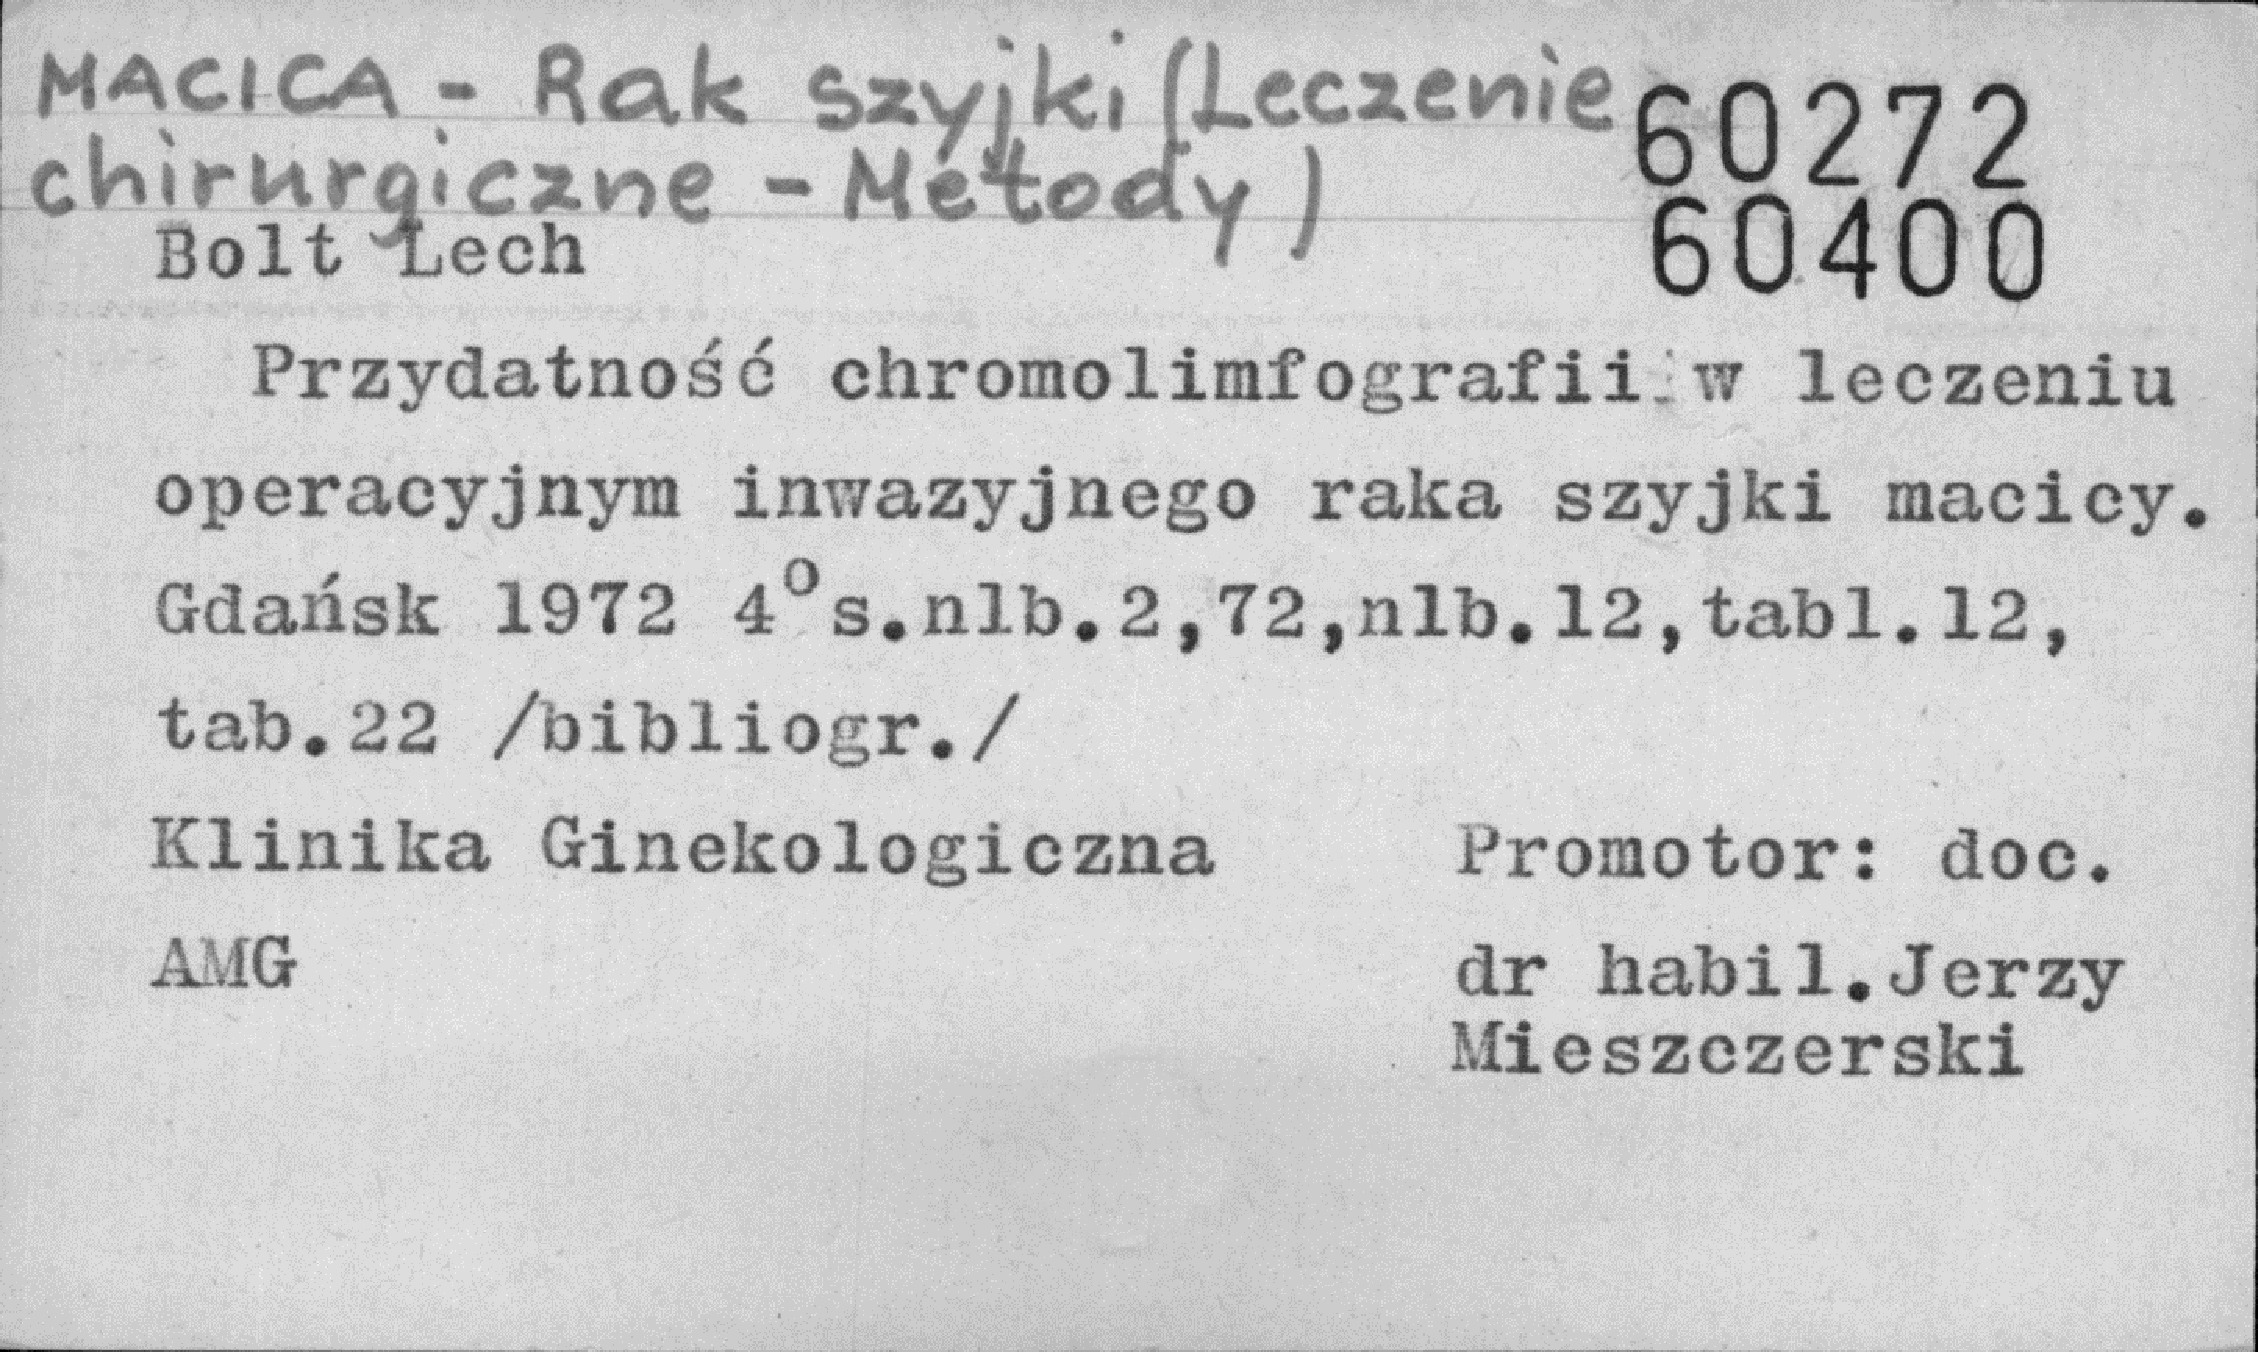 MACICA - Rak szyjki (Leczenie 60272
chirurgiczne - Metody) 60400
Bolt Lech
Przydatność chromolimfografii w leczeniu
operacyjnym inwazyjnego raka szyjki macicy.
Gdańsk 1972 4° s.nlb.2,72,nlb.12,tabl.12,
tab.22 /bibliogr./
Klinika Ginekologiczna Promotor: doc.
AMG dr habil.Jerzy
Mieszczerski